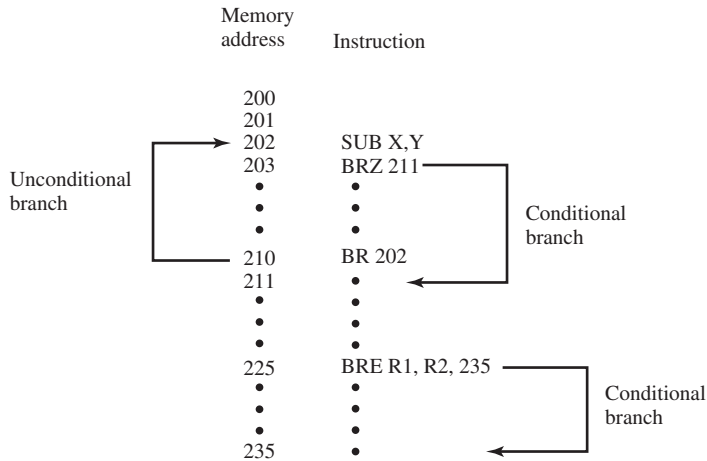 Memory address
Instruction
200
201
202 SUB X,Y
203 BRZ 211
Unconditional branch
Conditional branch
210 BR 202
211
225 BRE R1, R2, 235
Conditional branch
235